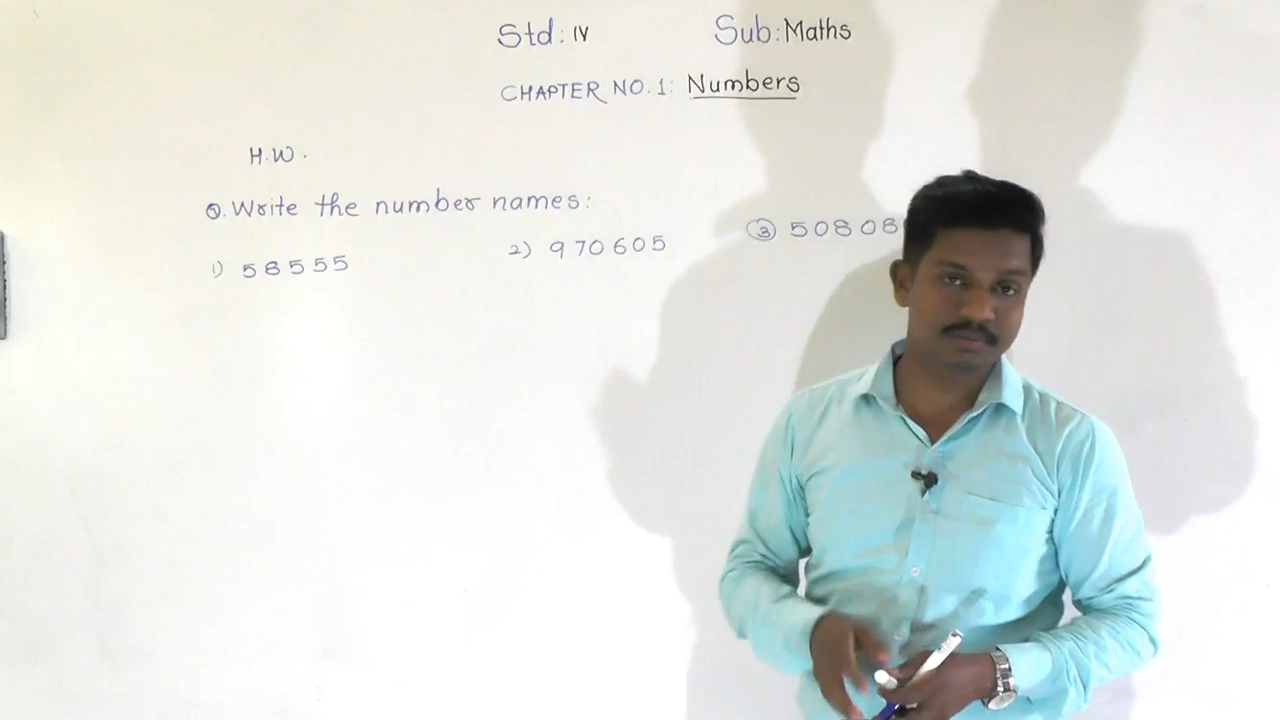 Std: IV Sub: Maths
CHAPTER NO. 1: Numbers
H.W.
Q. Write the number names:
1) 58555 2) 970605 3 50808